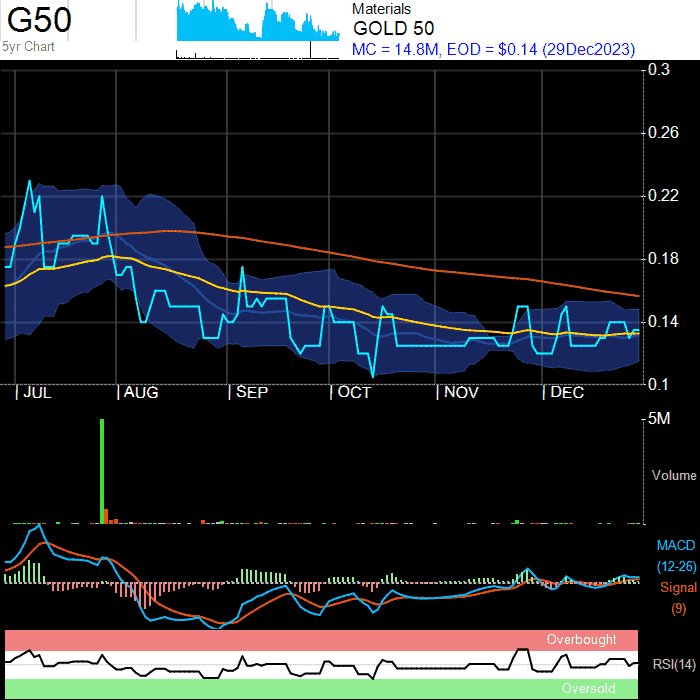 G50
5yr Chart
Materials
GOLD 50
MC = 14.8M, EOD = $0.14 (29Dec2023)
0.3
0.26
0.22
0.18
0.14
0.1
JUL
AUG
SEP
OCT
NOV
DEC
5M
Volume
MACD
(12-26)
Signal
(9)
Overbought
RSI(14)
Oversold